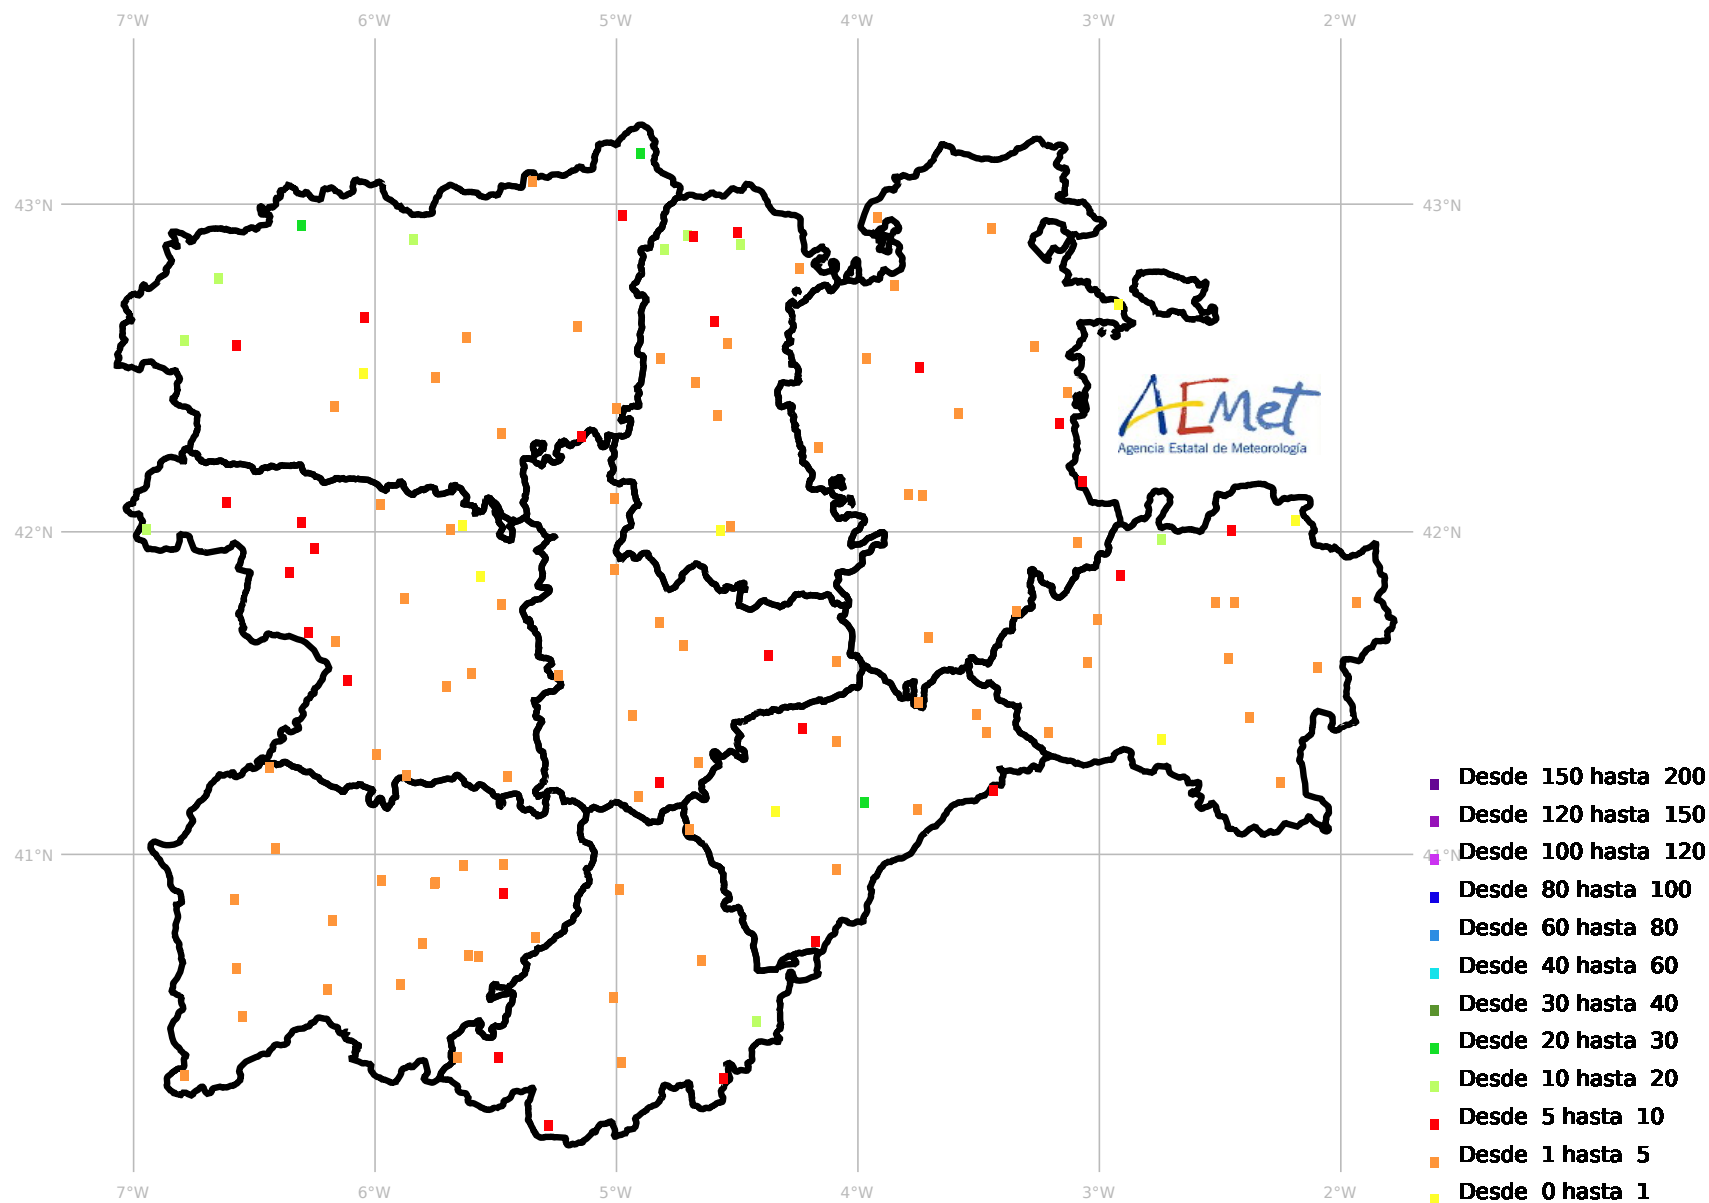 7°W 6°W 5°W 4°W 3°W 2°W
43°N 43°N
AEMet
Agencia Estatal de Meteorología
42°N 42°N
Desde 150 hasta 200
Desde 120 hasta 150
41°N 41°N Desde 100 hasta 120
Desde 80 hasta 100
Desde 60 hasta 80
Desde 40 hasta 60
Desde 30 hasta 40
Desde 20 hasta 30
Desde 10 hasta 20
Desde 5 hasta 10
Desde 1 hasta 5
Desde 0 hasta 1
7°W 6°W 5°W 4°W 3°W 2°W